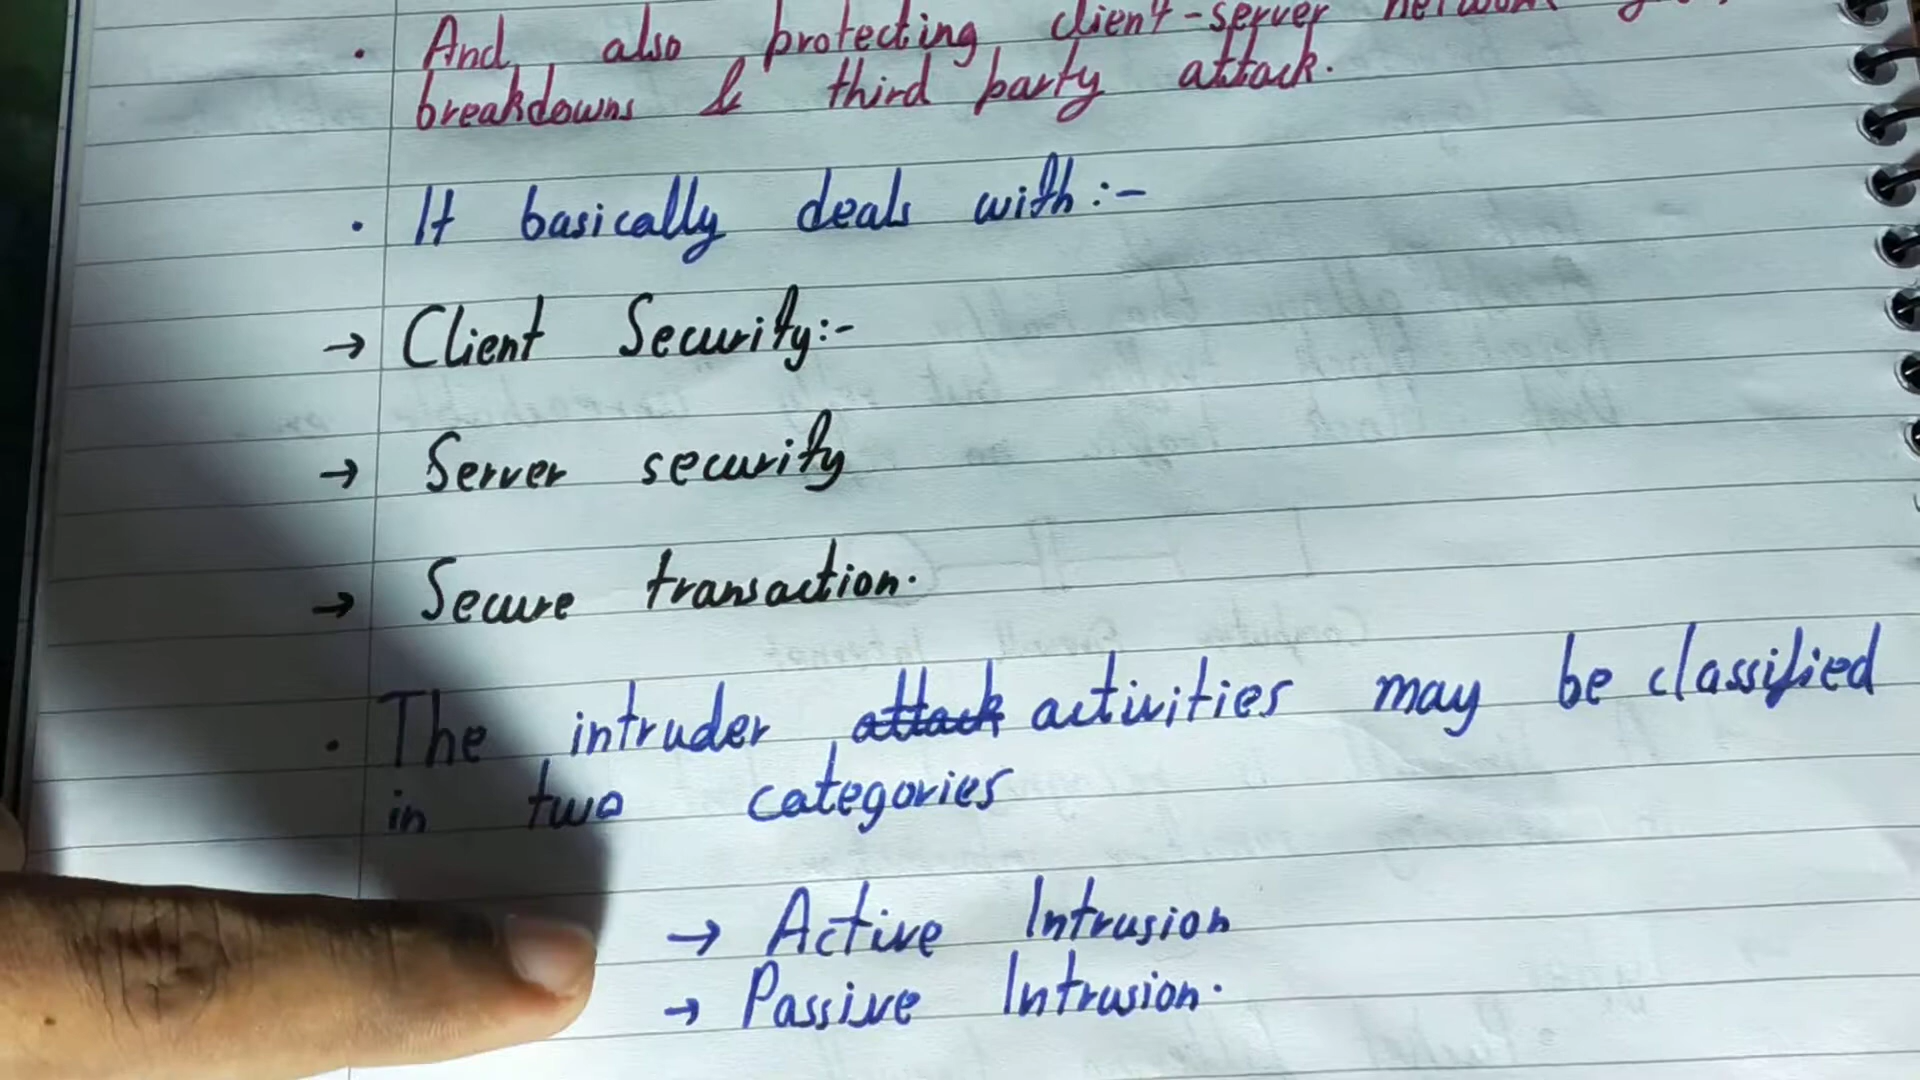 • And also protecting client-server network
breakdowns & third party attack.
• It basically deals with:-
→ Client Security:-
→ Server security
→ Secure transaction.
• The intruder attack activities may be classified
in two categories
→ Active Intrusion
→ Passive Intrusion.